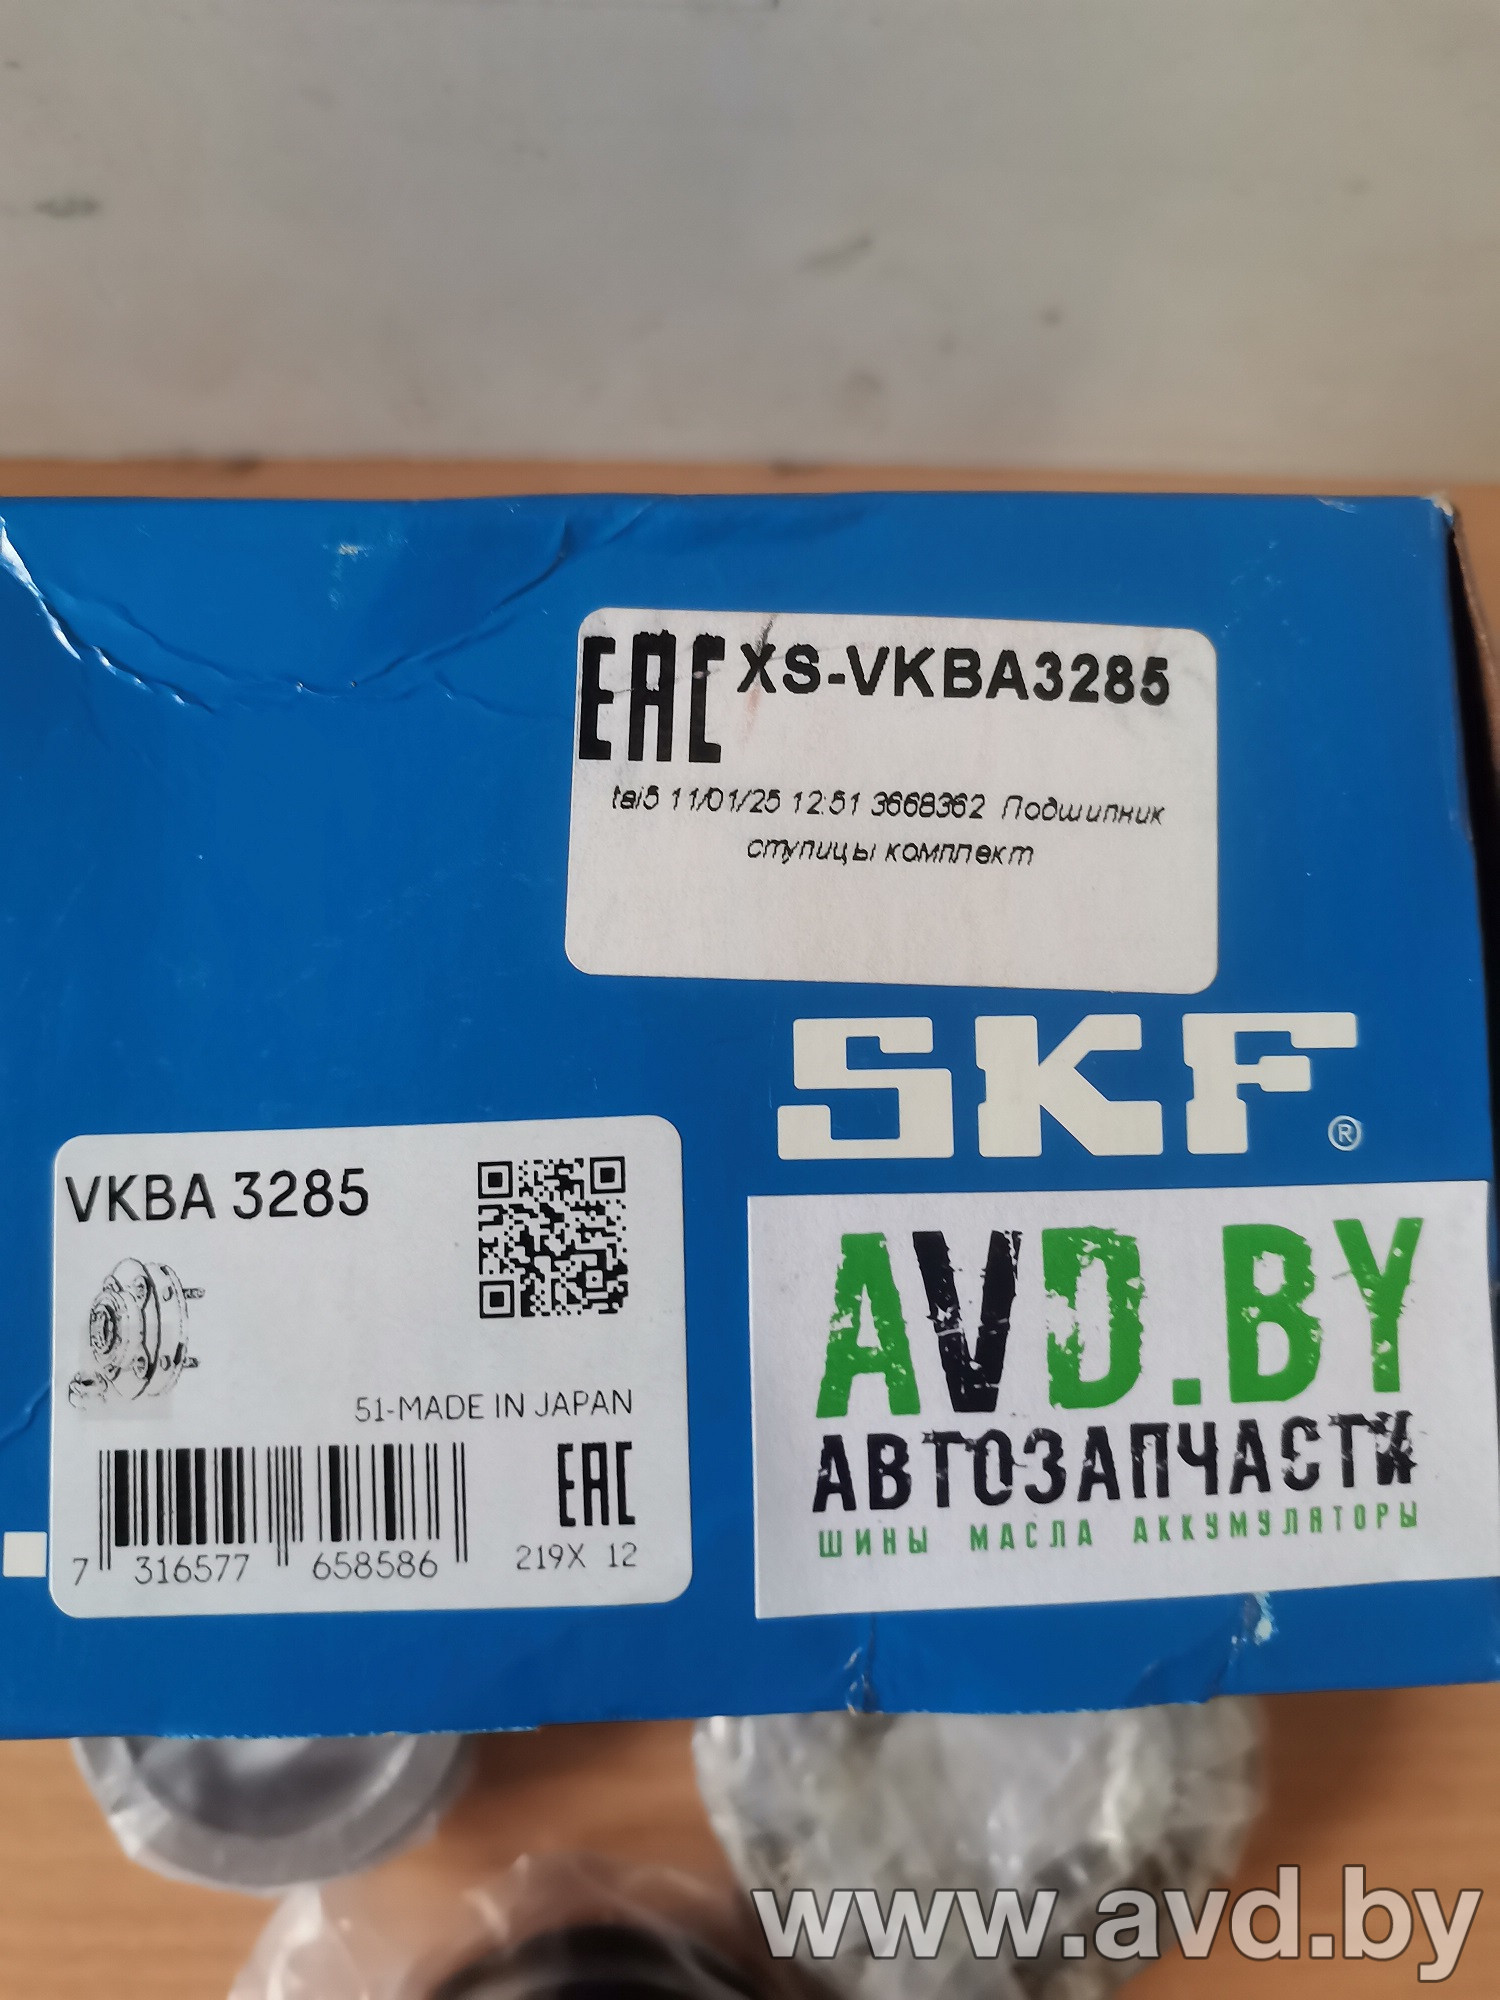 EAC XS-VKBA3285
tai5 11/01/25 12:51 3668362 Подшипник
ступицы комплект
SKF ®
VKBA 3285
51-MADE IN JAPAN
EAC
7 316577 658586
219X 12
AVD.BY
АВТОЗАПЧАСТИ
ШИНЫ МАСЛА АККУМУЛЯТОРЫ
www.avd.by